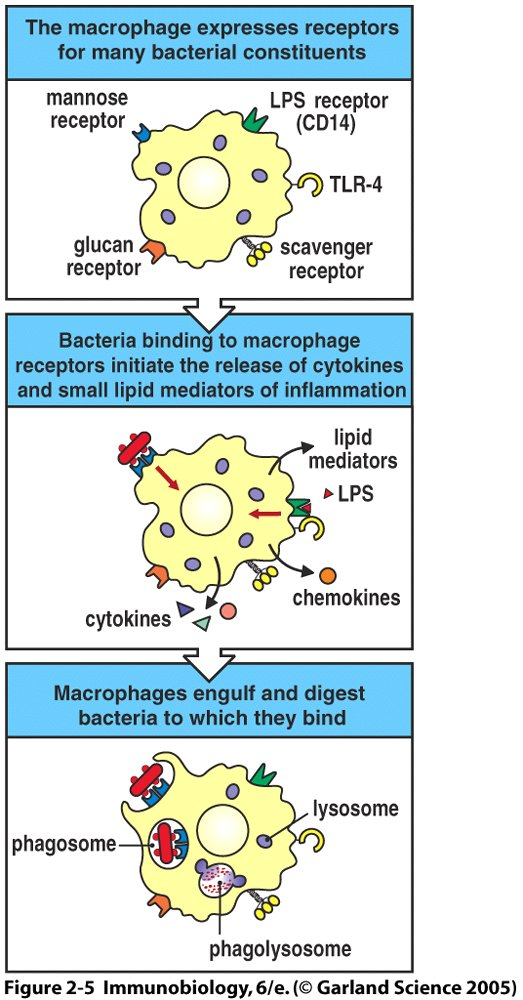 The macrophage expresses receptors
for many bacterial constituents
mannose
receptor
LPS receptor
(CD14)
TLR-4
glucan
receptor
scavenger
receptor
Bacteria binding to macrophage
receptors initiate the release of cytokines
and small lipid mediators of inflammation
lipid
mediators
LPS
chemokines
cytokines
Macrophages engulf and digest
bacteria to which they bind
lysosome
phagosome
phagolysosome
Figure 2-5 Immunobiology, 6/e. (© Garland Science 2005)